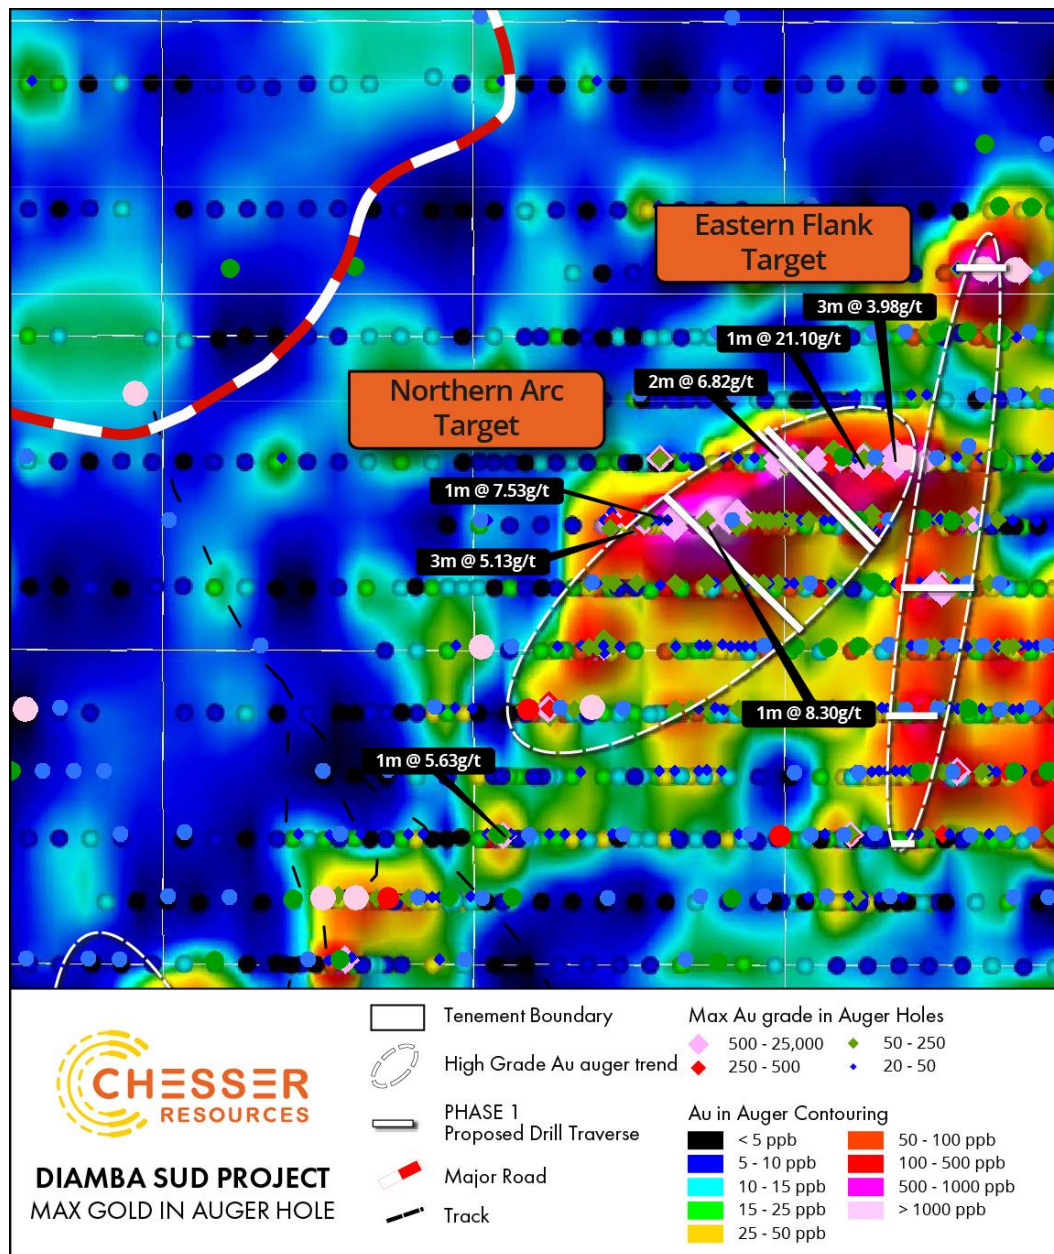 Eastern Flank
Target
3m @ 3.98g/t
1m @ 21.10g/t
2m @ 6.82g/t
Northern Arc
Target
1m @ 7.53g/t
3m @ 5.13g/t
1m @ 8.30g/t
1m @ 5.63g/t
CHESSER
RESOURCES
DIAMBA SUD PROJECT
MAX GOLD IN AUGER HOLE
Tenement Boundary
High Grade Au auger trend
PHASE 1
Proposed Drill Traverse
Major Road
Track
Max Au grade in Auger Holes
500 - 25,000
50 - 250
250 - 500
20 - 50
Au in Auger Contouring
< 5 ppb
50 - 100 ppb
5 - 10 ppb
100 - 500 ppb
10 - 15 ppb
500 - 1000 ppb
15 - 25 ppb
> 1000 ppb
25 - 50 ppb